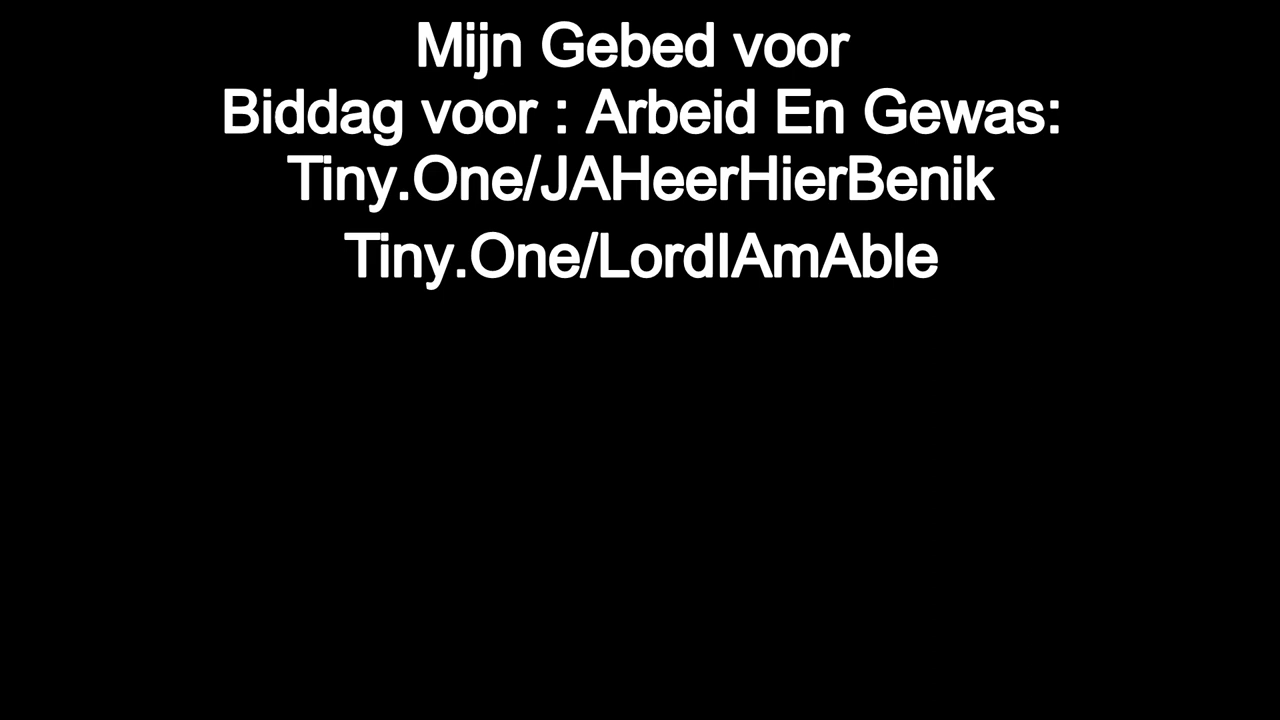 Mijn Gebed voor
Biddag voor : Arbeid En Gewas:
Tiny.One/JAHeerHierBenik
Tiny.One/LordIAmAble